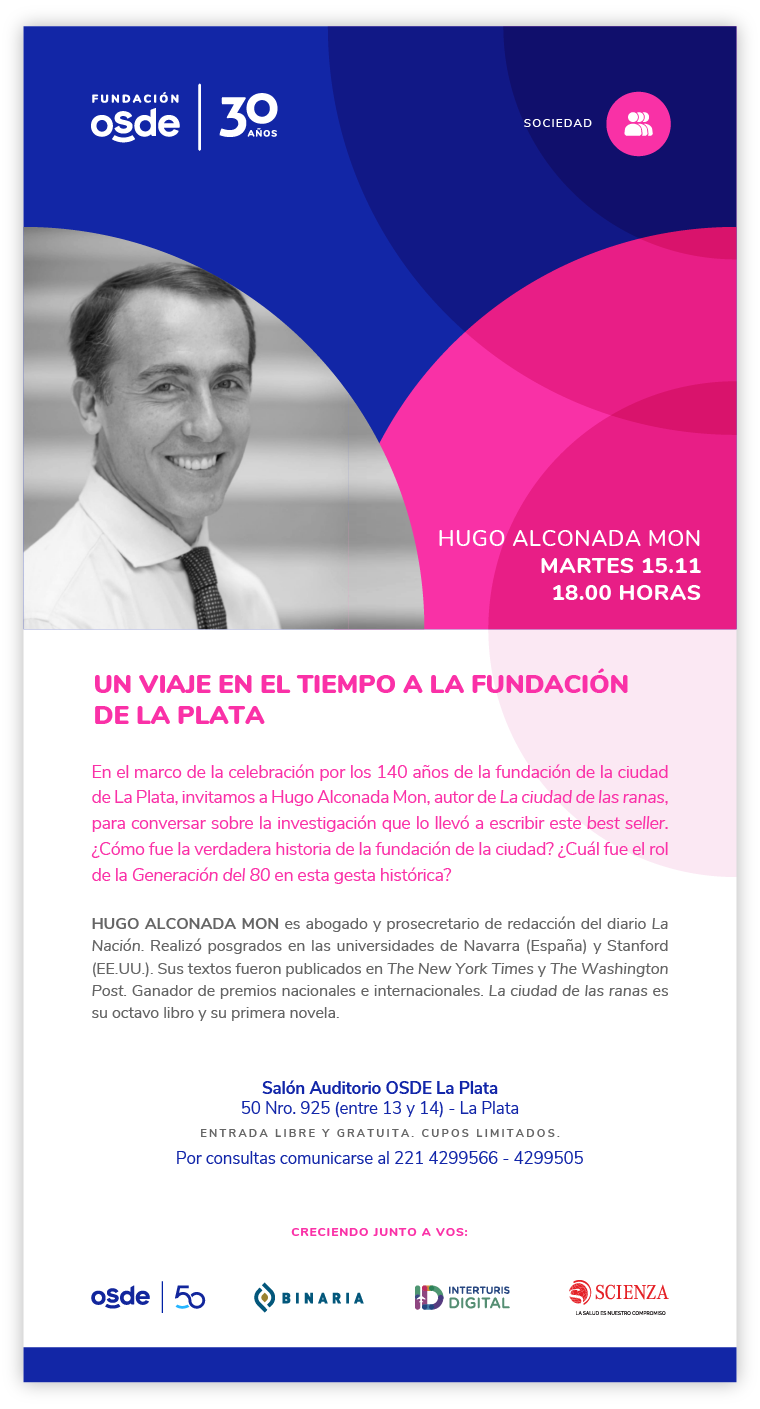 FUNDACIÓN
osde
30
AÑOS
SOCIEDAD
HUGO ALCONADA MON
MARTES 15.11
18.00 HORAS
UN VIAJE EN EL TIEMPO A LA FUNDACIÓN
DE LA PLATA
En el marco de la celebración por los 140 años de la fundación de la ciudad
de La Plata, invitamos a Hugo Alconada Mon, autor de La ciudad de las ranas,
para conversar sobre la investigación que lo llevó a escribir este best seller.
¿Cómo fue la verdadera historia de la fundación de la ciudad? ¿Cuál fue el rol
de la Generación del 80 en esta gesta histórica?
HUGO ALCONADA MON es abogado y prosecretario de redacción del diario La
Nación. Realizó posgrados en las universidades de Navarra (España) y Stanford
(EE.UU.). Sus textos fueron publicados en The New York Times y The Washington
Post. Ganador de premios nacionales e internacionales. La ciudad de las ranas es
su octavo libro y su primera novela.
Salón Auditorio OSDE La Plata
50 Nro. 925 (entre 13 y 14) - La Plata
ENTRADA LIBRE Y GRATUITA. CUPOS LIMITADOS.
Por consultas comunicarse al 221 4299566 - 4299505
CRECIENDO JUNTO A VOS:
osde 50
BINARIA
ID INTERTURIS
DIGITAL
SCIENZA
LA SALUD ES NUESTRO COMPROMISO